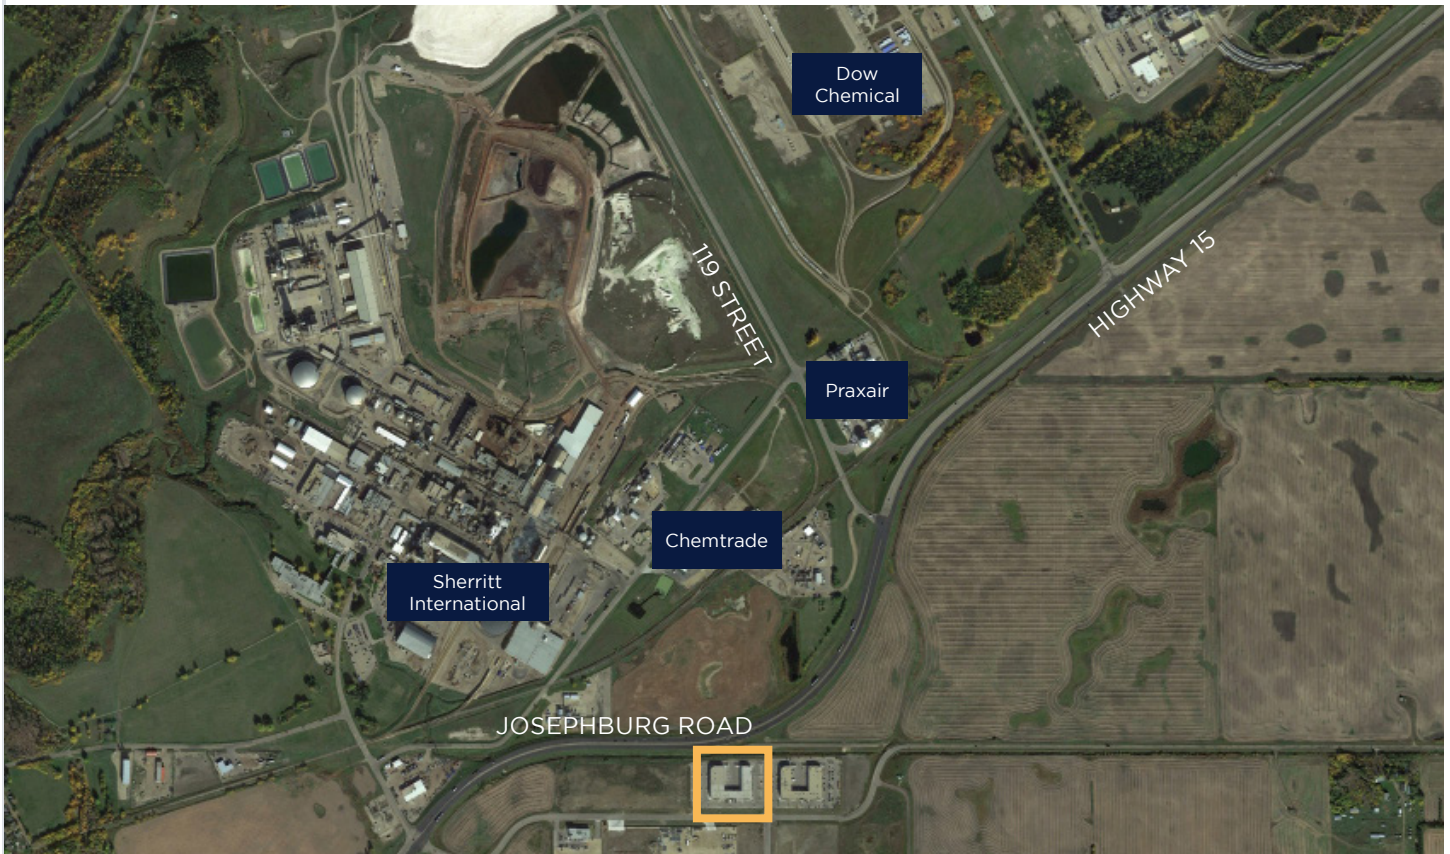 Dow
Chemical
119 STREET
HIGHWAY 15
Praxair
Chemtrade
Sherritt
International
JOSEPHBURG ROAD